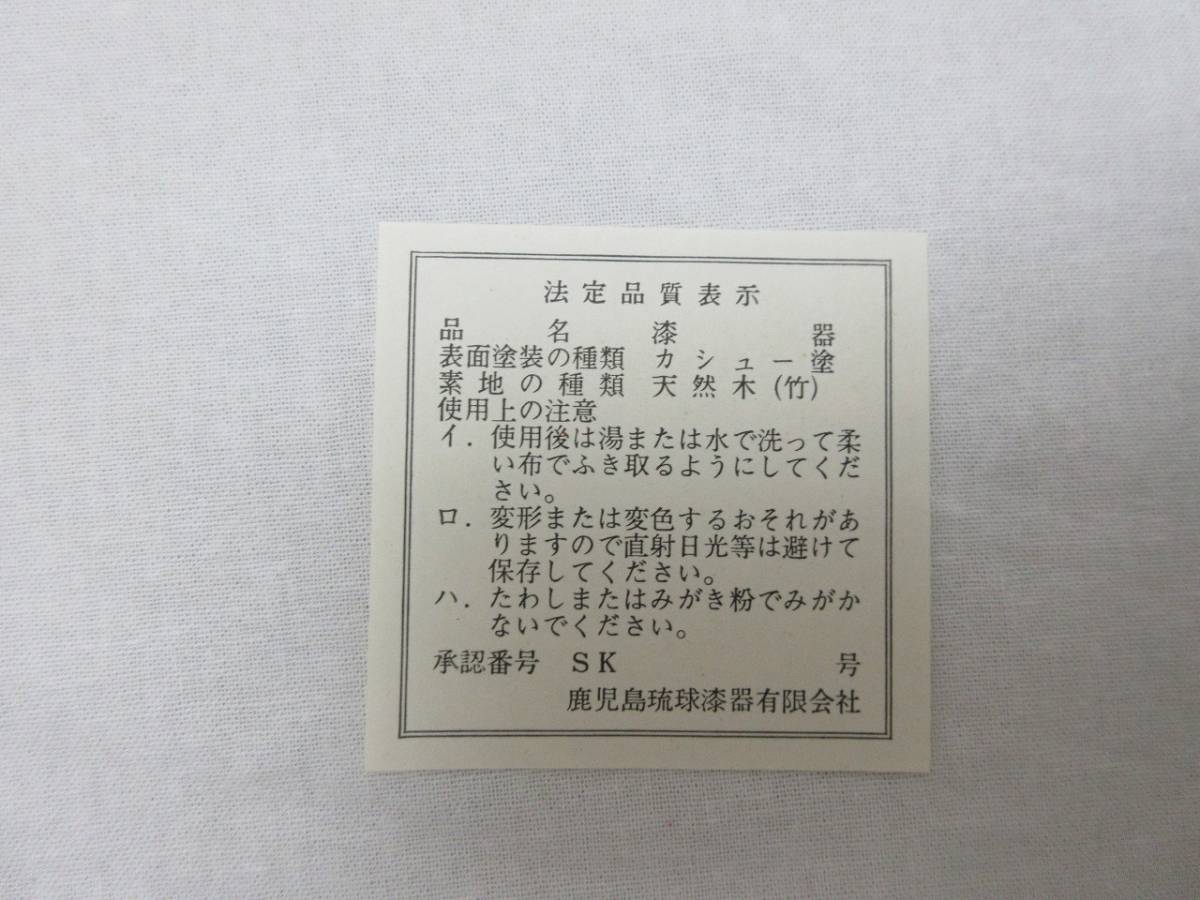 法定品質表示
品名 漆器
表面塗装の種類 カシュー塗
素地の種類 天然木(竹)
使用上の注意
イ. 使用後は湯または水で洗って柔
い布でふき取るようにしてくだ
さい。
ロ. 変形または変色するおそれがあ
りますので直射日光等は避けて
保存してください。
ハ. たわしまたはみがき粉でみがか
ないでください。
承認番号 SK 号
鹿児島琉球漆器有限会社